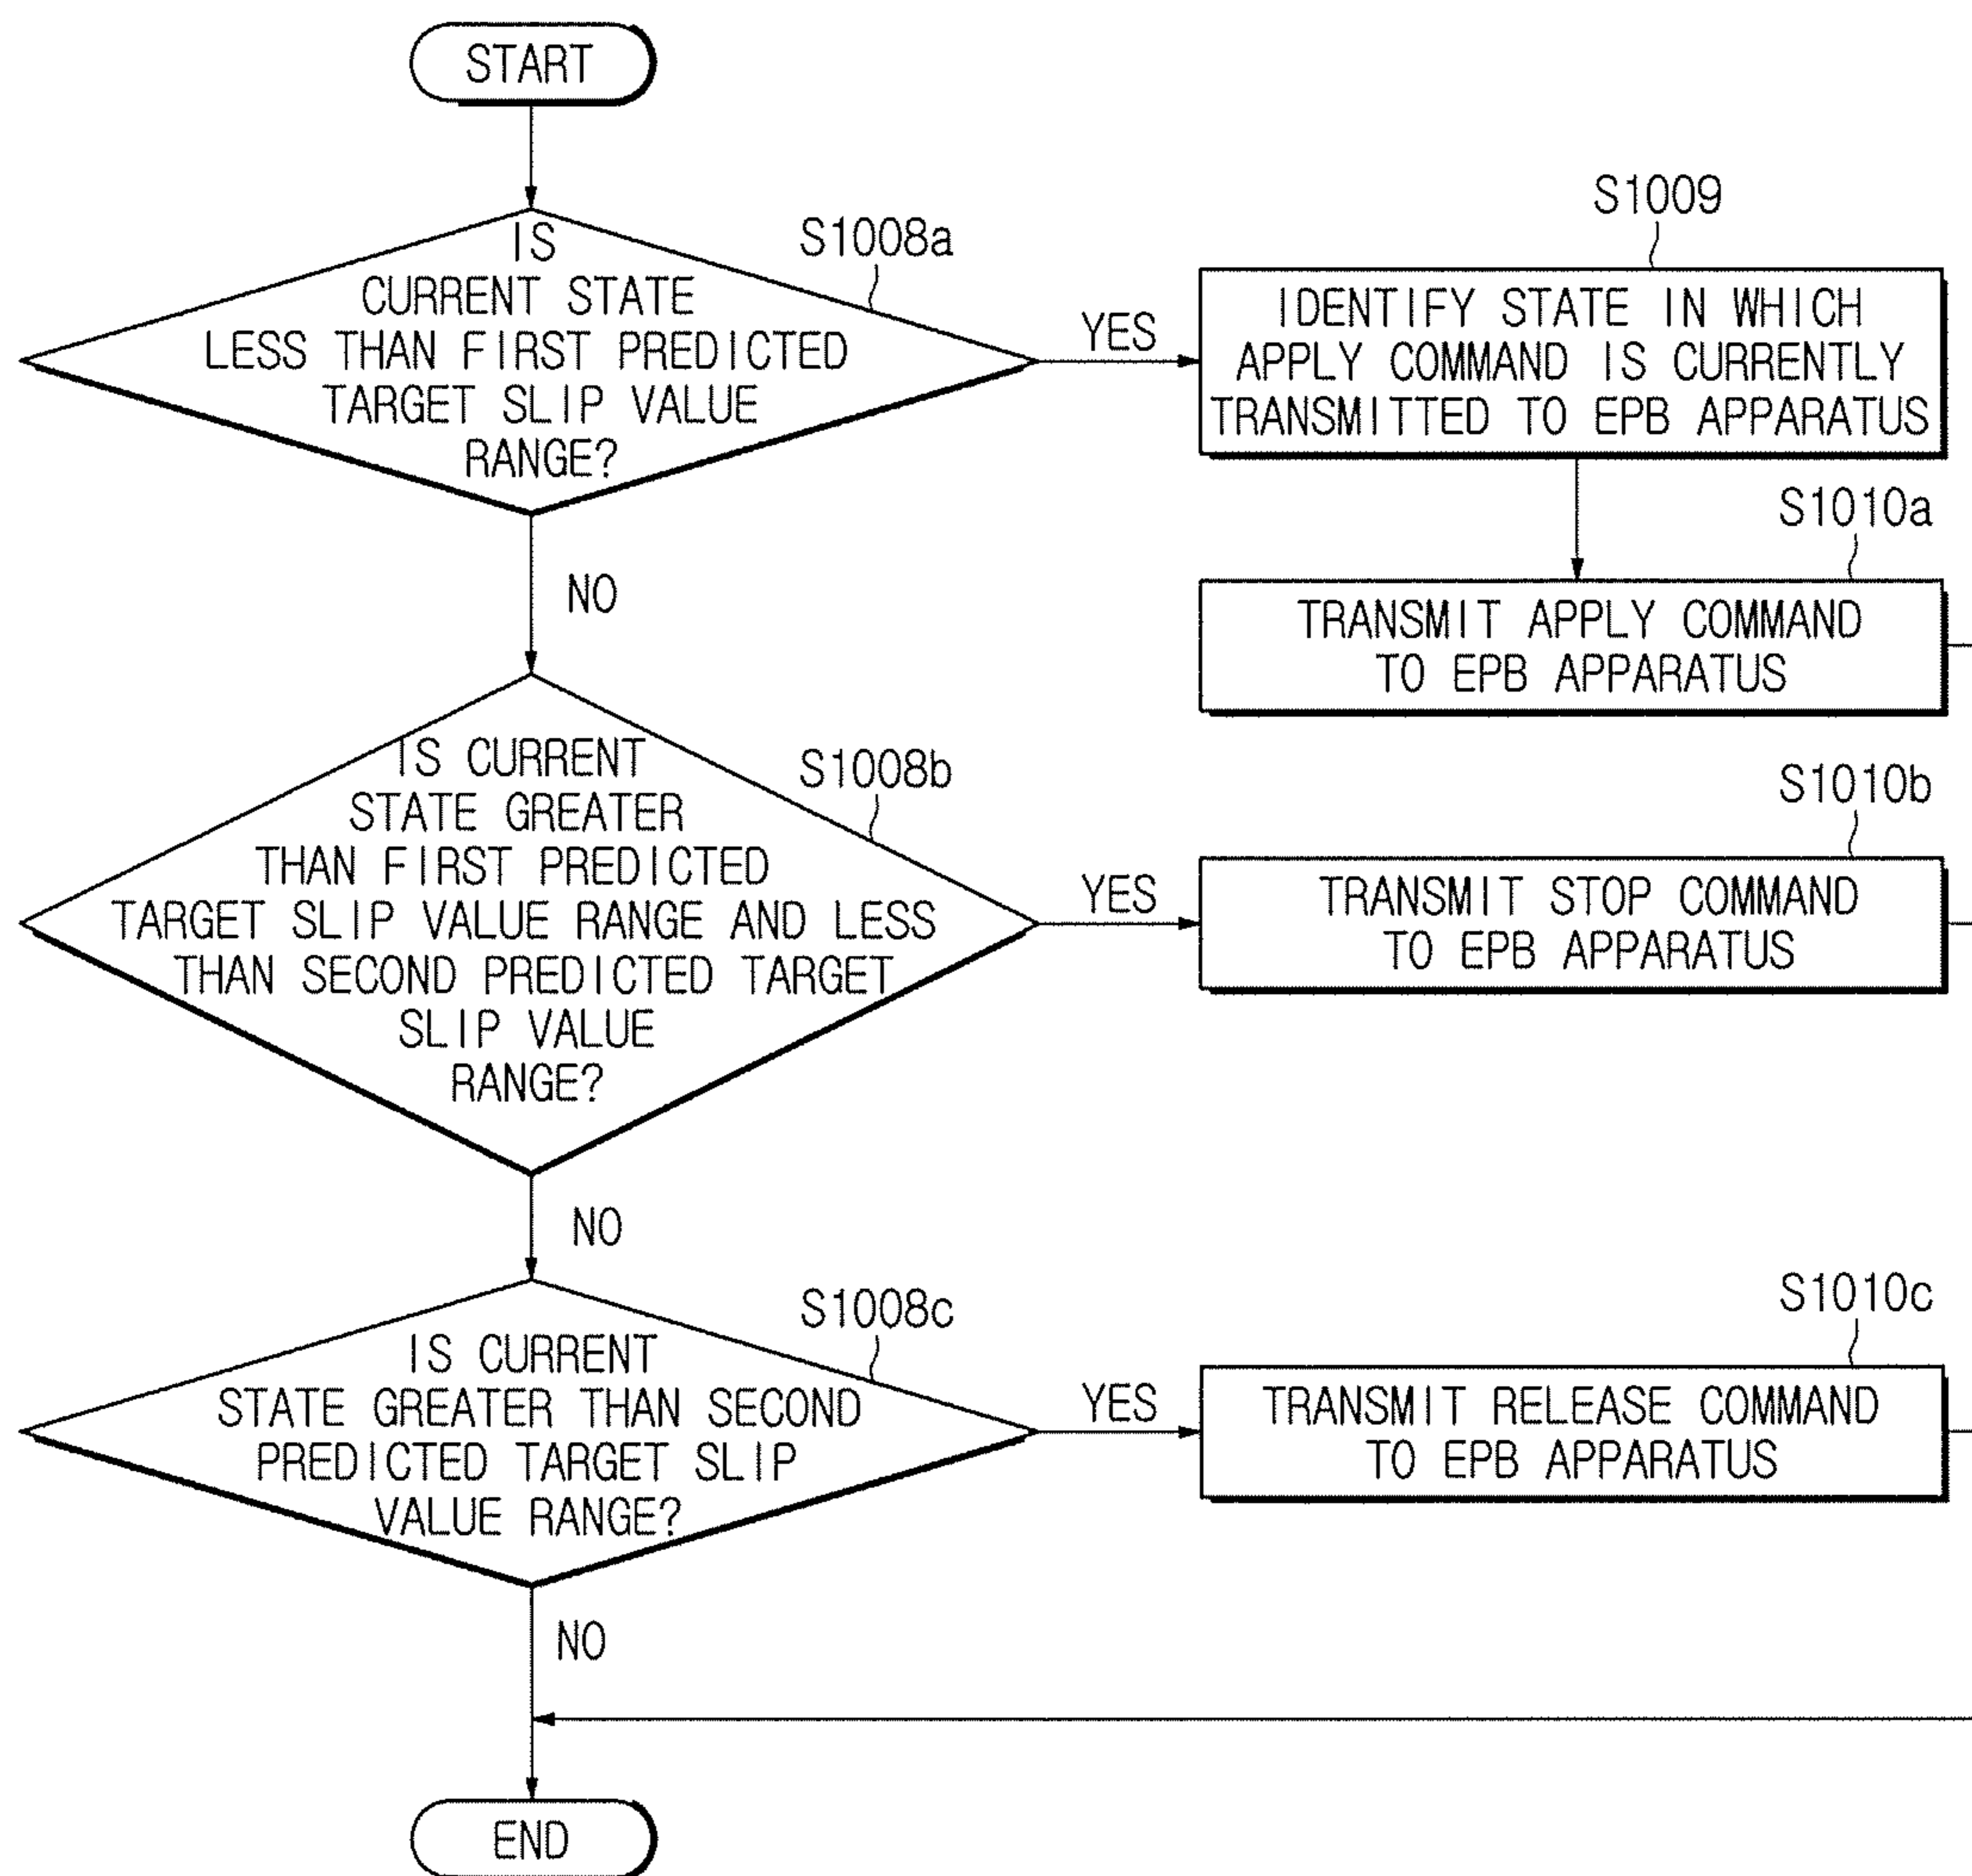 START
S1008a
IS
CURRENT STATE
LESS THAN FIRST PREDICTED
TARGET SLIP VALUE
RANGE?
YES
S1009
IDENTIFY STATE IN WHICH
APPLY COMMAND IS CURRENTLY
TRANSMITTED TO EPB APPARATUS
S1010a
TRANSMIT APPLY COMMAND
TO EPB APPARATUS
NO
S1008b
IS CURRENT
STATE GREATER
THAN FIRST PREDICTED
TARGET SLIP VALUE RANGE AND LESS
THAN SECOND PREDICTED TARGET
SLIP VALUE
RANGE?
YES
S1010b
TRANSMIT STOP COMMAND
TO EPB APPARATUS
NO
S1008c
IS CURRENT
STATE GREATER THAN SECOND
PREDICTED TARGET SLIP
VALUE RANGE?
YES
S1010c
TRANSMIT RELEASE COMMAND
TO EPB APPARATUS
NO
END